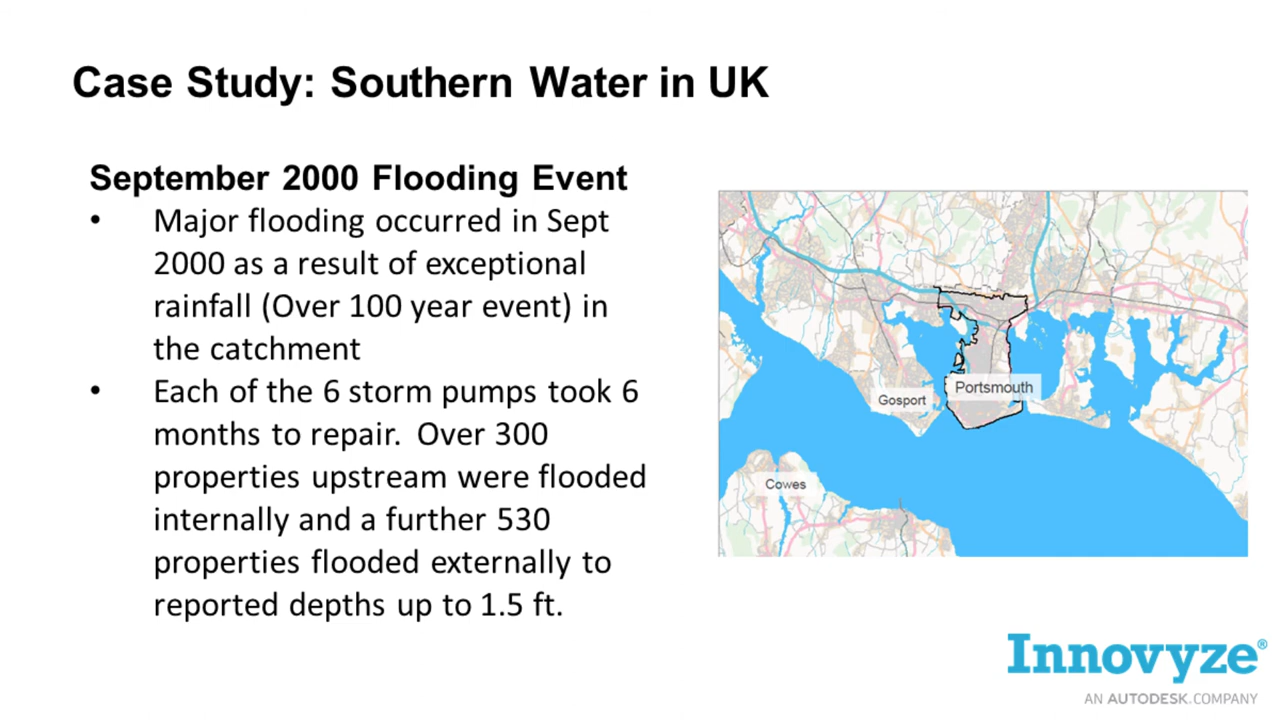 Case Study: Southern Water in UK
September 2000 Flooding Event
• Major flooding occurred in Sept
2000 as a result of exceptional
rainfall (Over 100 year event) in
the catchment
• Each of the 6 storm pumps took 6
months to repair. Over 300
properties upstream were flooded
internally and a further 530
properties flooded externally to
reported depths up to 1.5 ft.
Portsmouth
Gosport
Cowes
Innovyze®
AN AUTODESK. COMPANY